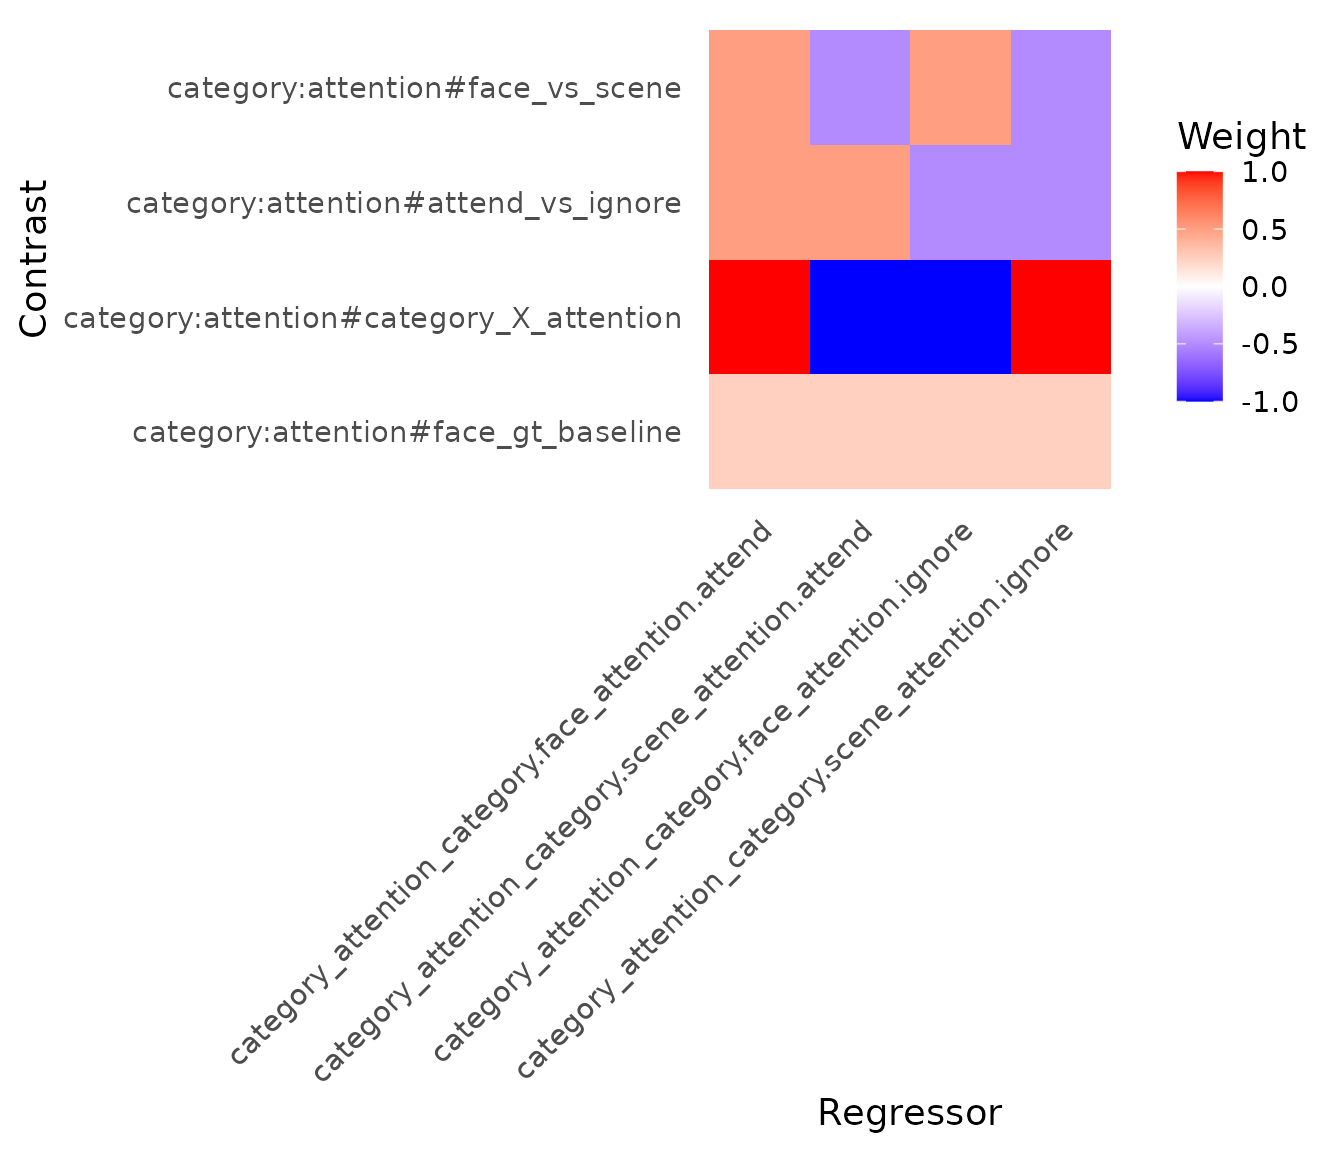 category:attention#face_vs_scene
category:attention#attend_vs_ignore
category:attention#category_X_attention
category:attention#face_gt_baseline
Contrast
category_attention_category.face_attention.attend
category_attention_category.scene_attention.attend
category_attention_category.face_attention.ignore
category_attention_category.scene_attention.ignore
Regressor
Weight
1.0
0.5
0.0
-0.5
-1.0